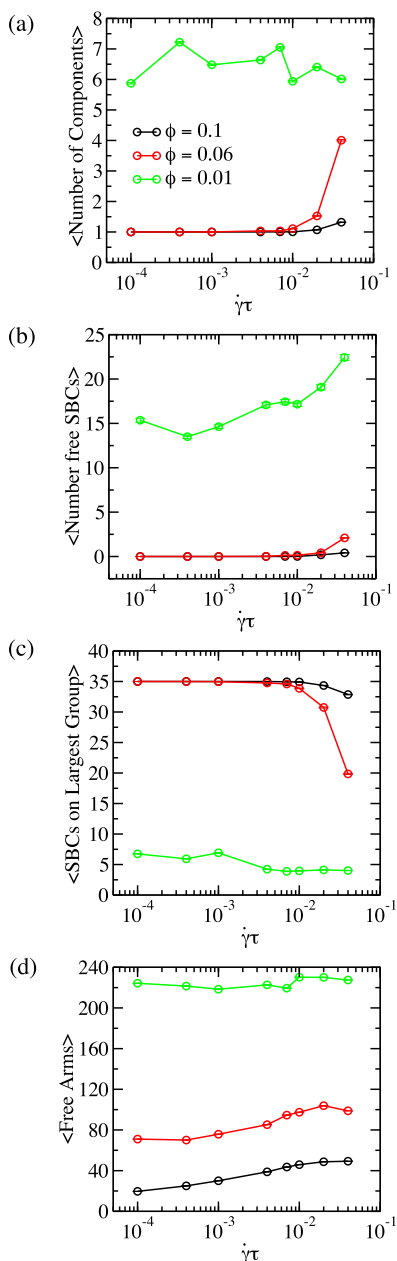 (a)
<Number of Components>
8
7
6
5
4
3
2
1
0
ϕ = 0.1
ϕ = 0.06
ϕ = 0.01
10⁻⁴ 10⁻³ 10⁻² 10⁻¹
γ̇τ
(b)
<Number free SBCs>
25
20
15
10
5
0
10⁻⁴ 10⁻³ 10⁻² 10⁻¹
γ̇τ
(c)
<SBCs on Largest Group>
40
35
30
25
20
15
10
5
0
10⁻⁴ 10⁻³ 10⁻² 10⁻¹
γ̇τ
(d)
<Free Arms>
240
200
160
120
80
40
0
10⁻⁴ 10⁻³ 10⁻² 10⁻¹
γ̇τ